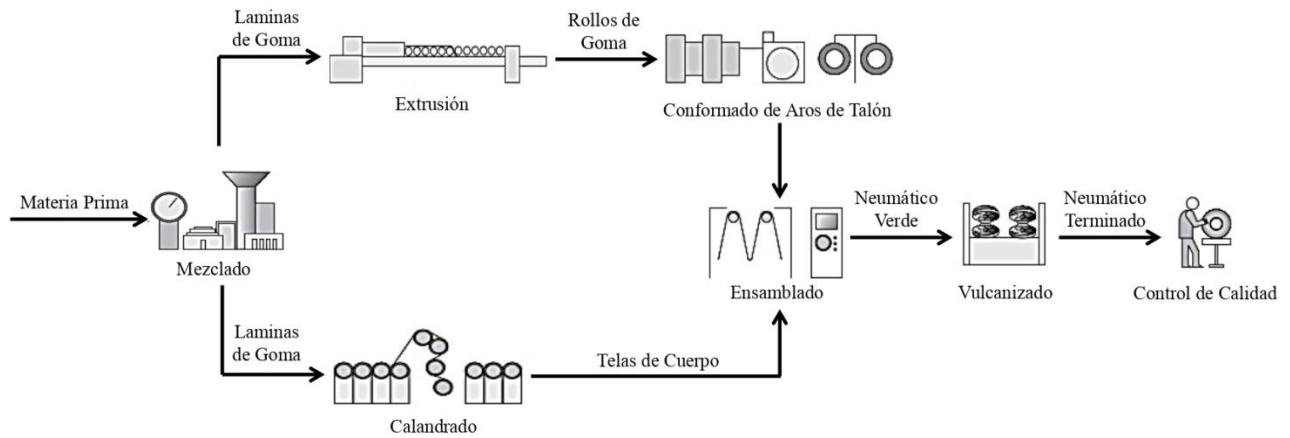 Laminas
de Goma
Rollos de
Goma
Extrusión
Conformado de Aros de Talón
Materia Prima
Mezclado
Neumático
Verde
Neumático
Terminado
Ensamblado
Vulcanizado
Control de Calidad
Laminas
de Goma
Telas de Cuerpo
Calandrado